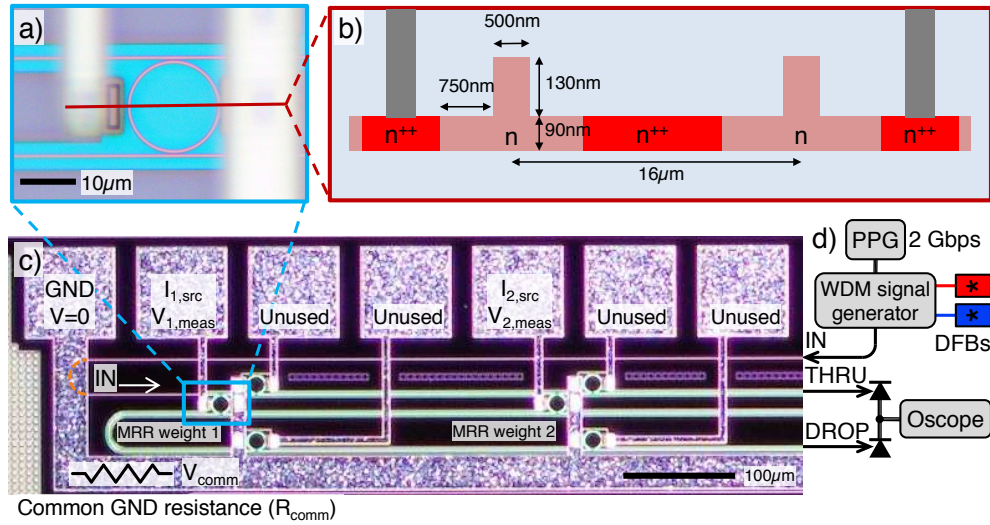 a)
10µm
b)
500nm
750nm
130nm
90nm
n++
n
n++
n
n++
16µm
c)
GND
V=0
I1,src
V1,meas
Unused
Unused
I2,src
V2,meas
Unused
Unused
IN
MRR weight 1
MRR weight 2
Vcomm
100µm
Common GND resistance (Rcomm)
d)
PPG
2 Gbps
WDM signal
generator
*
*
DFBs
IN
THRU
DROP
Oscope